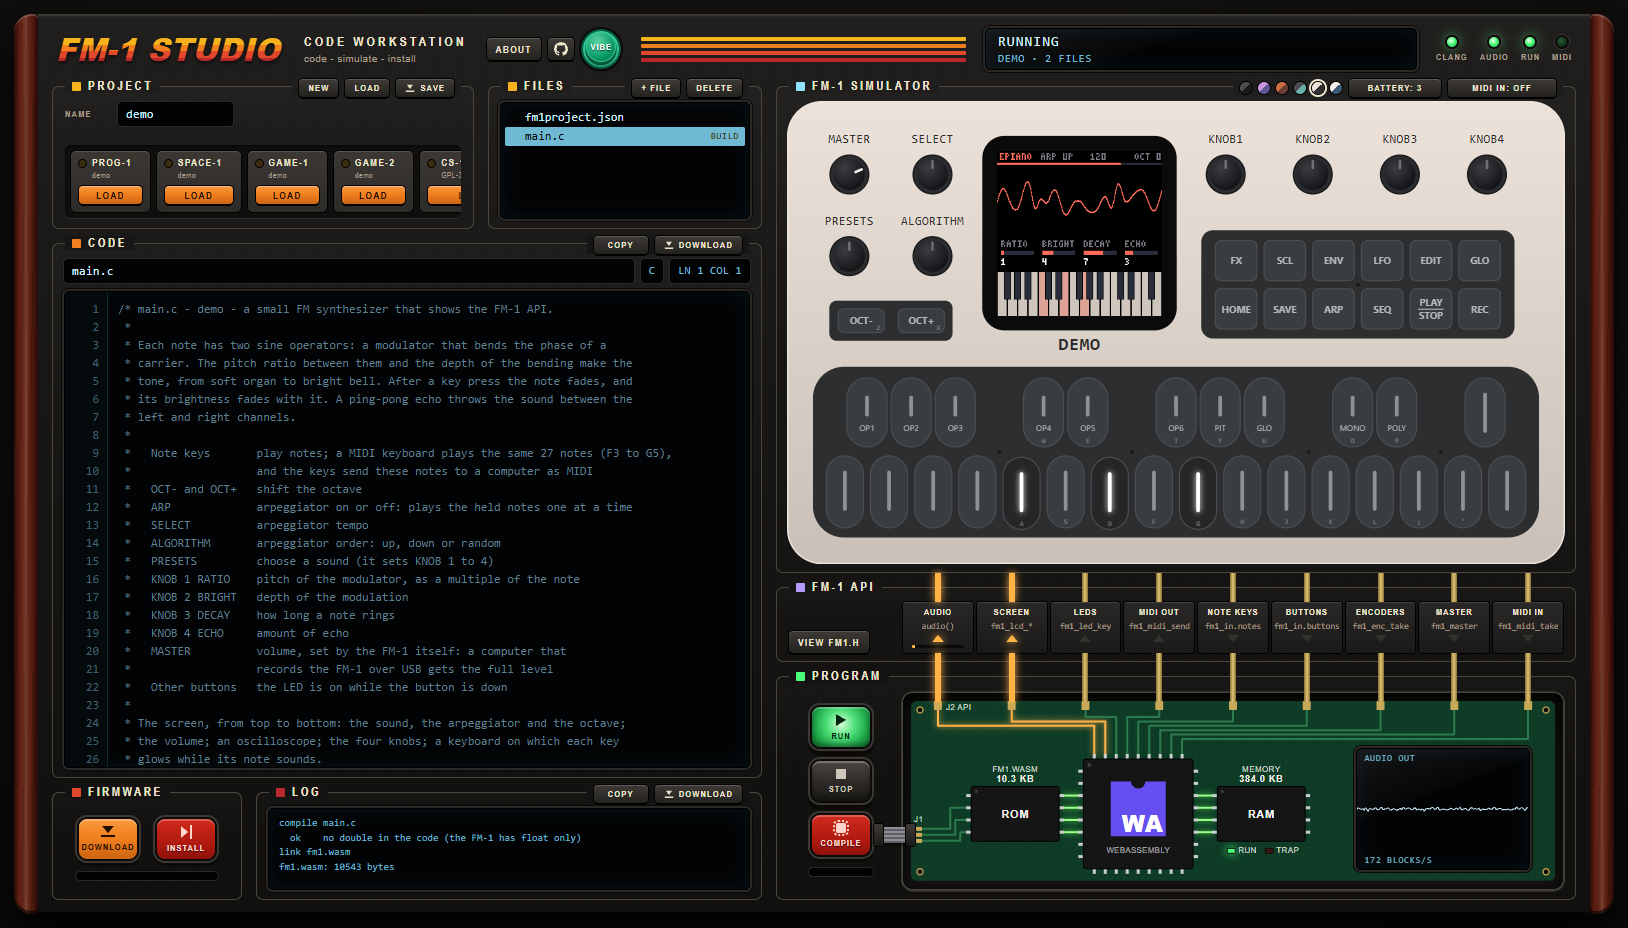 FM-1 STUDIO
CODE WORKSTATION
code - simulate - install
ABOUT
VIBE
RUNNING
DEMO · 2 FILES
CLANG AUDIO RUN MIDI
PROJECT
NEW LOAD SAVE
NAME demo
PROG-1 SPACE-1 GAME-1 GAME-2
demo demo demo demo
LOAD LOAD LOAD LOAD
FILES
+ FILE DELETE
fm1project.json
main.c BUILD
CODE
COPY DOWNLOAD
main.c C LN 1 COL 1
1 /* main.c - demo - a small FM synthesizer that shows the FM-1 API.
2 *
3 * Each note has two sine operators: a modulator that bends the phase of a
4 * carrier. The pitch ratio between them and the depth of the bending make the
5 * tone, from soft organ to bright bell. After a key press the note fades, and
6 * its brightness fades with it. A ping-pong echo throws the sound between the
7 * left and right channels.
8 *
9 * Note keys play notes; a MIDI keyboard plays the same 27 notes (F3 to G5),
10 * and the keys send these notes to a computer as MIDI
11 * OCT- and OCT+ shift the octave
12 * ARP arpeggiator on or off: plays the held notes one at a time
13 * SELECT arpeggiator tempo
14 * ALGORITHM arpeggiator order: up, down or random
15 * PRESETS choose a sound (it sets KNOB 1 to 4)
16 * KNOB 1 RATIO pitch of the modulator, as a multiple of the note
17 * KNOB 2 BRIGHT depth of the modulation
18 * KNOB 3 DECAY how long a note rings
19 * KNOB 4 ECHO amount of echo
20 * MASTER volume, set by the FM-1 itself: a computer that
21 * records the FM-1 over USB gets the full level
22 * Other buttons the LED is on while the button is down
23 *
24 * The screen, from top to bottom: the sound, the arpeggiator and the octave;
25 * the volume; an oscilloscope; the four knobs; a keyboard on which each key
26 * glows while its note sounds.
FIRMWARE
DOWNLOAD INSTALL
LOG
COPY DOWNLOAD
compile main.c
ok no double in the code (the FM-1 has float only)
link fm1.wasm
fm1.wasm: 10543 bytes
FM-1 SIMULATOR
BATTERY: 3 MIDI IN: OFF
MASTER SELECT
PRESETS ALGORITHM
OCT- Z OCT+ X
EPIANO ARP UP 120 OCT 0
RATIO BRIGHT DECAY ECHO
1 4 7 3
DEMO
KNOB1 KNOB2 KNOB3 KNOB4
FX SCL ENV LFO EDIT GLO
HOME SAVE ARP SEQ PLAY STOP REC
OP1 OP2 OP3 OP4 OP5 OP6 PIT GLO MONO POLY
W E T Y U O P
A S D F G H J K L ; '
FM-1 API
VIEW FM1.H
AUDIO SCREEN LEDS MIDI OUT NOTE KEYS BUTTONS ENCODERS MASTER MIDI IN
audio() fm1_lcd_* fm1_led_key fm1_midi_send fm1_in.notes fm1_in.buttons fm1_enc_take fm1_master fm1_midi_take
PROGRAM
RUN
STOP
COMPILE
J2 API
J1
FM1.WASM
10.3 KB
ROM
WA
WEBASSEMBLY
MEMORY
384.0 KB
RAM
RUN TRAP
AUDIO OUT
172 BLOCKS/S